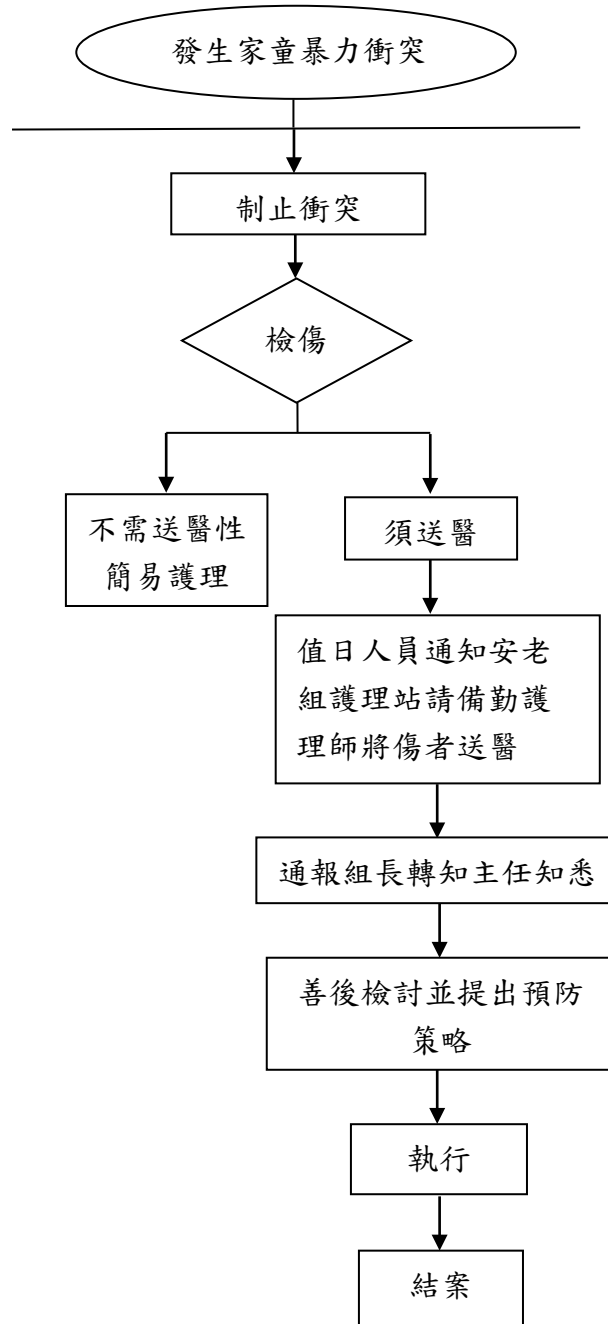 發生家童暴力衝突
制止衝突
檢傷
不需送醫性
簡易護理
須送醫
值日人員通知安老
組護理站請備勤護
理師將傷者送醫
通報組長轉知主任知悉
善後檢討並提出預防
策略
執行
結案